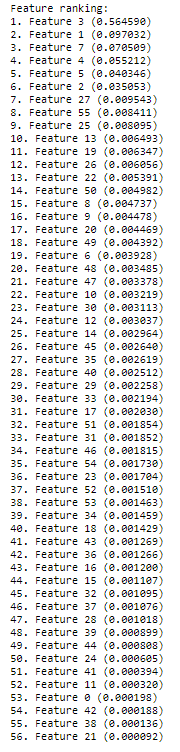 Feature ranking:
1. Feature 3 (0.564590)
2. Feature 1 (0.097032)
3. Feature 7 (0.070509)
4. Feature 4 (0.055212)
5. Feature 5 (0.040346)
6. Feature 2 (0.035053)
7. Feature 27 (0.009543)
8. Feature 55 (0.008411)
9. Feature 25 (0.008095)
10. Feature 13 (0.006493)
11. Feature 19 (0.006347)
12. Feature 26 (0.006056)
13. Feature 22 (0.005391)
14. Feature 50 (0.004982)
15. Feature 8 (0.004737)
16. Feature 9 (0.004478)
17. Feature 20 (0.004469)
18. Feature 49 (0.004392)
19. Feature 6 (0.003928)
20. Feature 48 (0.003485)
21. Feature 47 (0.003378)
22. Feature 10 (0.003219)
23. Feature 30 (0.003113)
24. Feature 12 (0.003037)
25. Feature 14 (0.002964)
26. Feature 45 (0.002640)
27. Feature 35 (0.002619)
28. Feature 40 (0.002512)
29. Feature 29 (0.002258)
30. Feature 33 (0.002194)
31. Feature 17 (0.002030)
32. Feature 51 (0.001854)
33. Feature 31 (0.001852)
34. Feature 46 (0.001815)
35. Feature 54 (0.001730)
36. Feature 23 (0.001704)
37. Feature 52 (0.001510)
38. Feature 53 (0.001463)
39. Feature 34 (0.001459)
40. Feature 18 (0.001429)
41. Feature 43 (0.001269)
42. Feature 36 (0.001266)
43. Feature 16 (0.001200)
44. Feature 15 (0.001107)
45. Feature 32 (0.001095)
46. Feature 37 (0.001076)
47. Feature 28 (0.001018)
48. Feature 39 (0.000899)
49. Feature 44 (0.000808)
50. Feature 24 (0.000605)
51. Feature 41 (0.000394)
52. Feature 11 (0.000320)
53. Feature 0 (0.000198)
54. Feature 42 (0.000188)
55. Feature 38 (0.000136)
56. Feature 21 (0.000092)